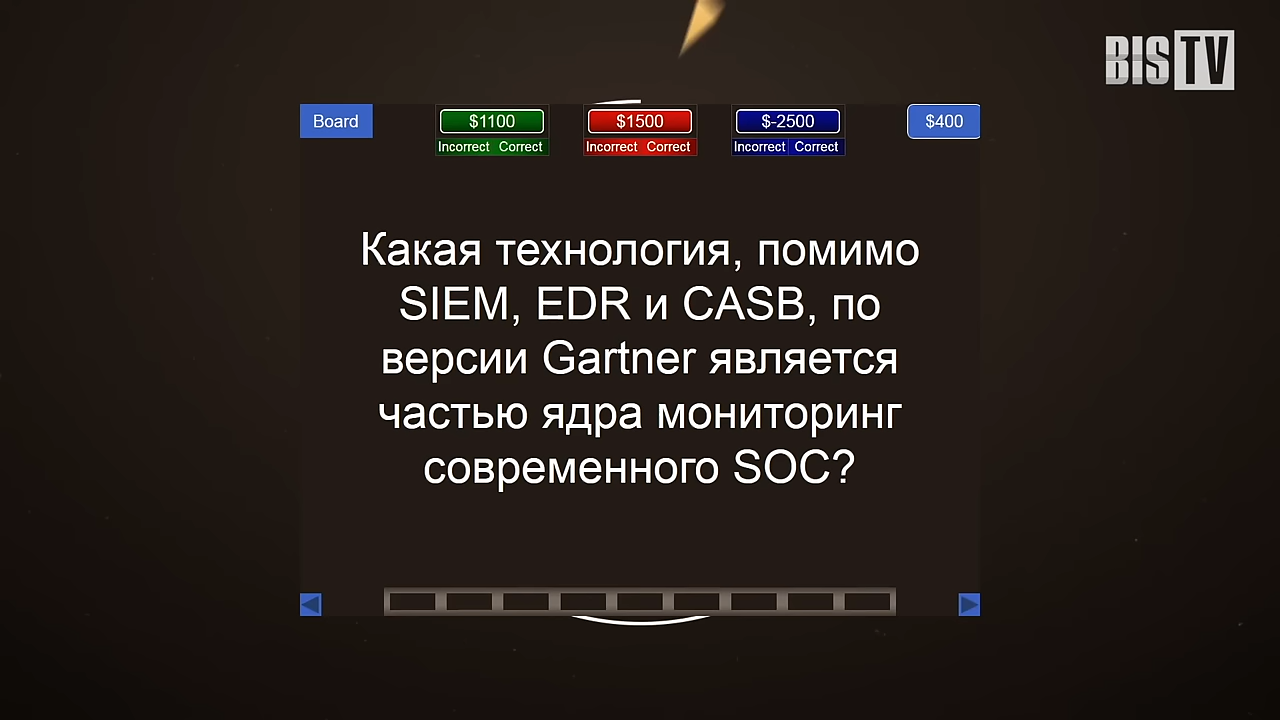 BIS TV
Board $1100 $1500 $-2500 $400
Incorrect Correct Incorrect Correct Incorrect Correct
Какая технология, помимо
SIEM, EDR и CASB, по
версии Gartner является
частью ядра мониторинг
современного SOC?